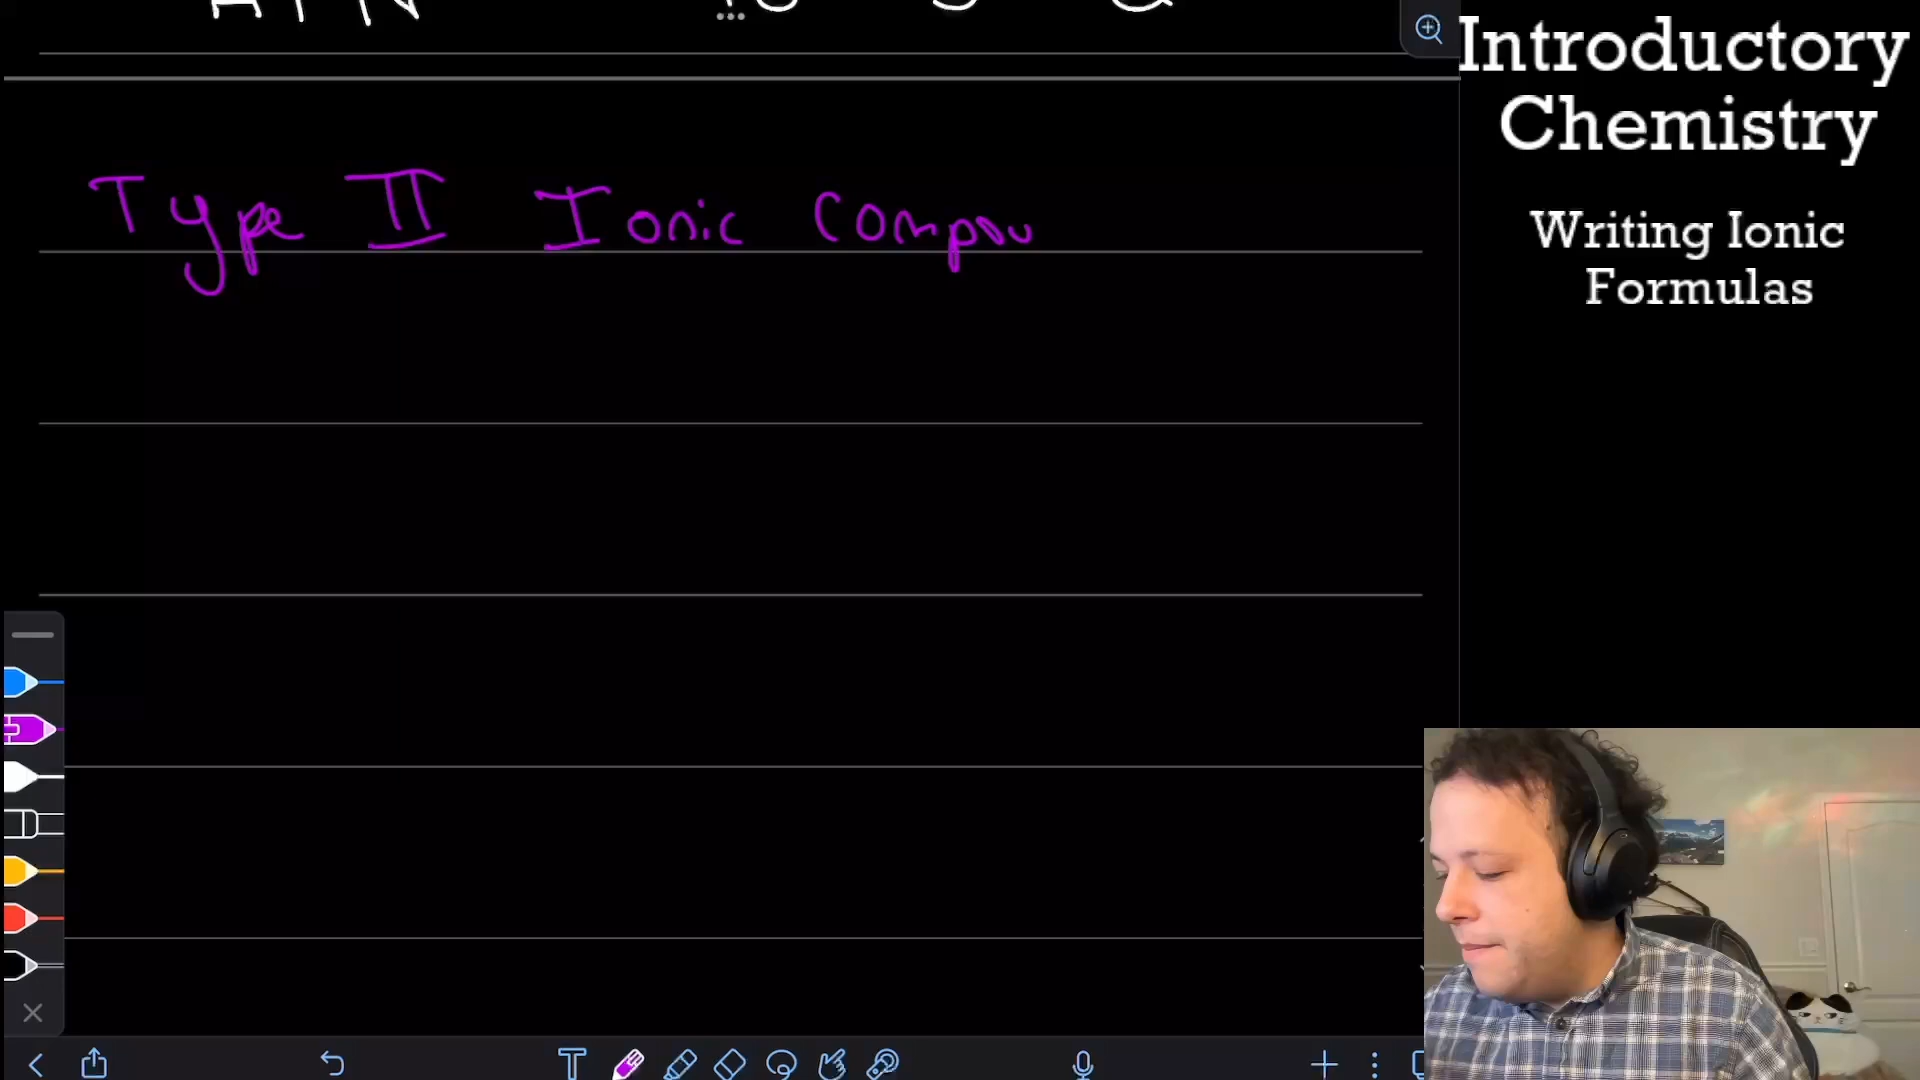 Introductory
Chemistry
Writing Ionic
Formulas
Type II Ionic Compou